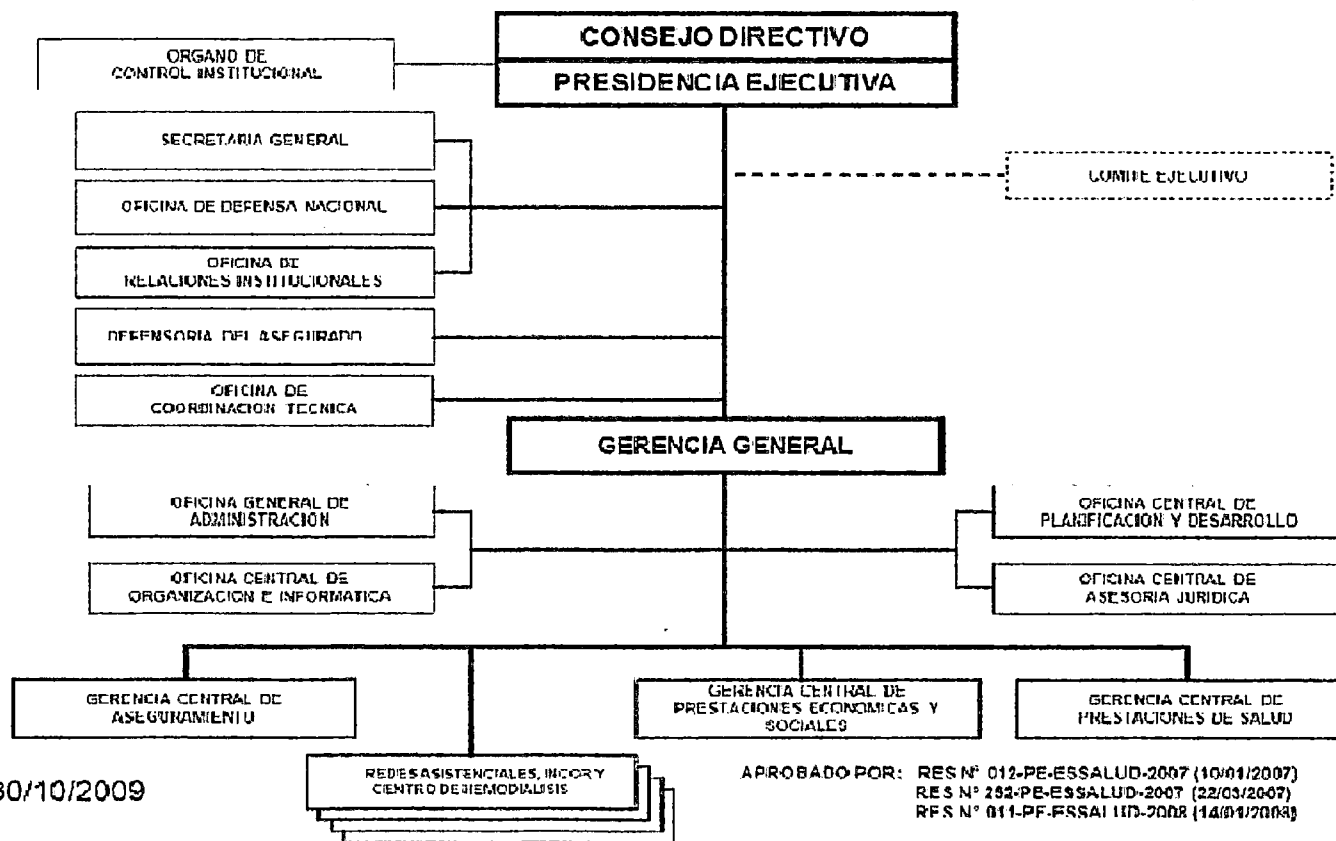 CONSEJO DIRECTIVO
PRESIDENCIA EJECUTIVA
ORGANO DE
CONTROL INSTITUCIONAL
SECRETARIA GENERAL
OFICINA DE DEFENSA NACIONAL
OFICINA DE
RELACIONES INSTITUCIONALES
DEFENSORIA DEL ASEGURADO
OFICINA DE
COORDINACION TECNICA
COMITE EJECUTIVO
GERENCIA GENERAL
OFICINA GENERAL DE
ADMINISTRACION
OFICINA CENTRAL DE
ORGANIZACION E INFORMATICA
OFICINA CENTRAL DE
PLANIFICACION Y DESARROLLO
OFICINA CENTRAL DE
ASESORIA JURIDICA
GERENCIA CENTRAL DE
ASEGURAMIENTO
GERENCIA CENTRAL DE
PRESTACIONES ECONOMICAS Y
SOCIALES
GERENCIA CENTRAL DE
PRESTACIONES DE SALUD
REDES ASISTENCIALES, INCOR Y
CENTRO DE HEMODIALISIS
30/10/2009
APROBADO POR: RES N° 012-PE-ESSALUD-2007 (10/01/2007)
RES N° 252-PE-ESSALUD-2007 (22/03/2007)
RES N° 011-PE-ESSALUD-2008 (14/01/2008)